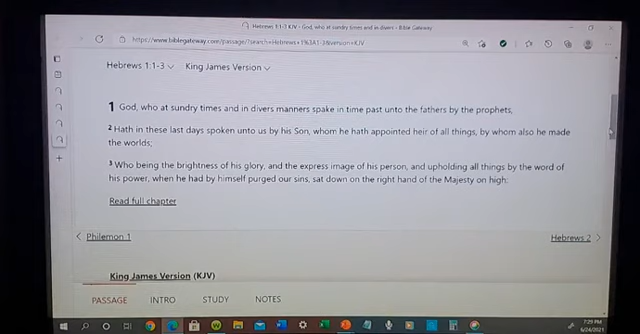 Hebrews 1:1-3 KJV - God, who at sundry times and in divers - Bible Gateway
https://www.biblegateway.com/passage/?search=Hebrews+1%3A1-3&version=KJV
Hebrews 1:1-3 King James Version
1 God, who at sundry times and in divers manners spake in time past unto the fathers by the prophets,
2 Hath in these last days spoken unto us by his Son, whom he hath appointed heir of all things, by whom also he made
the worlds;
3 Who being the brightness of his glory, and the express image of his person, and upholding all things by the word of
his power, when he had by himself purged our sins, sat down on the right hand of the Majesty on high:
Read full chapter
Philemon 1
Hebrews 2
King James Version (KJV)
PASSAGE INTRO STUDY NOTES
7:29 PM
6/24/2021